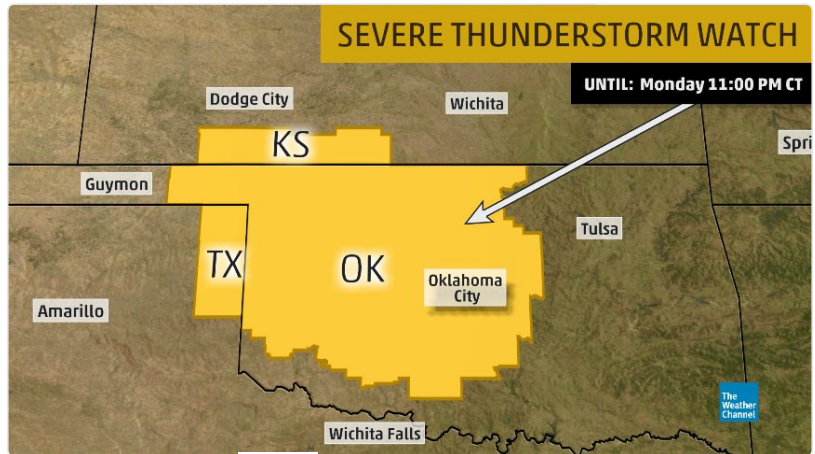 SEVERE THUNDERSTORM WATCH
UNTIL: Monday 11:00 PM CT
Dodge City
Wichita
KS
Spri
Guymon
Tulsa
TX
OK
Oklahoma
City
Amarillo
The
Weather
Channel
Wichita Falls